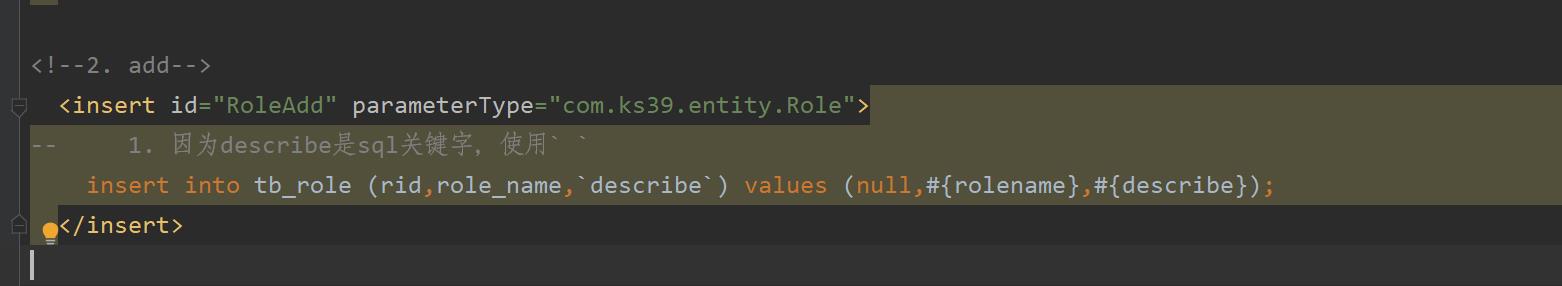 <!--2. add-->
<insert id="RoleAdd" parameterType="com.ks39.entity.Role">
-- 1. 因为describe是sql关键字，使用` `
insert into tb_role (rid,role_name,`describe`) values (null,#{rolename},#{describe});
</insert>